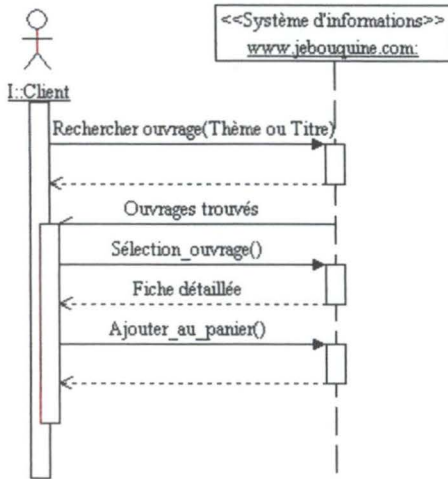 <<Système d'informations>>
www.jebouquine.com:
I::Client
Rechercher ouvrage(Thème ou Titre)
Ouvrages trouvés
Sélection_ouvrage()
Fiche détaillée
Ajouter_au_panier()